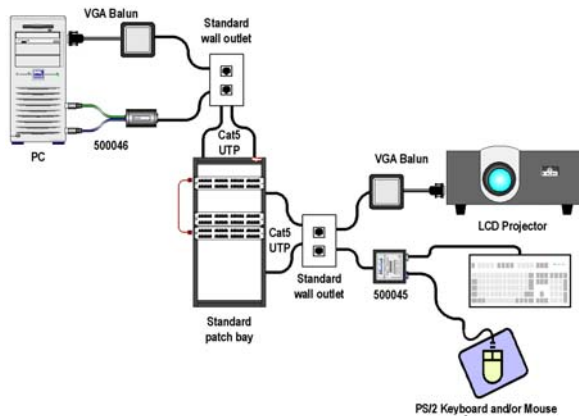 VGA Balun
Standard
wall outlet
PC
500046
Cat5
UTP
VGA Balun
LCD Projector
Cat5
UTP
Standard
wall outlet
500045
Standard
patch bay
PS/2 Keyboard and/or Mouse